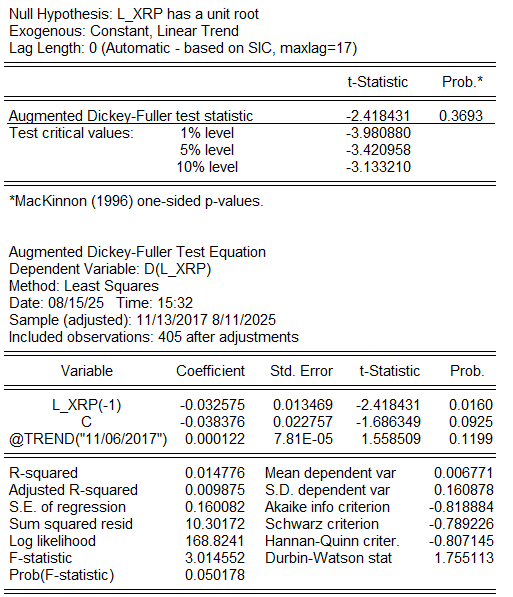 Null Hypothesis: L_XRP has a unit root
Exogenous: Constant, Linear Trend
Lag Length: 0 (Automatic - based on SIC, maxlag=17)
t-Statistic Prob.*
Augmented Dickey-Fuller test statistic -2.418431 0.3693
Test critical values: 1% level -3.980880
5% level -3.420958
10% level -3.133210
*MacKinnon (1996) one-sided p-values.
Augmented Dickey-Fuller Test Equation
Dependent Variable: D(L_XRP)
Method: Least Squares
Date: 08/15/25 Time: 15:32
Sample (adjusted): 11/13/2017 8/11/2025
Included observations: 405 after adjustments
Variable Coefficient Std. Error t-Statistic Prob.
L_XRP(-1) -0.032575 0.013469 -2.418431 0.0160
C -0.038376 0.022757 -1.686349 0.0925
@TREND("11/06/2017") 0.000122 7.81E-05 1.558509 0.1199
R-squared 0.014776 Mean dependent var 0.006771
Adjusted R-squared 0.009875 S.D. dependent var 0.160878
S.E. of regression 0.160082 Akaike info criterion -0.818884
Sum squared resid 10.30172 Schwarz criterion -0.789226
Log likelihood 168.8241 Hannan-Quinn criter. -0.807145
F-statistic 3.014552 Durbin-Watson stat 1.755113
Prob(F-statistic) 0.050178